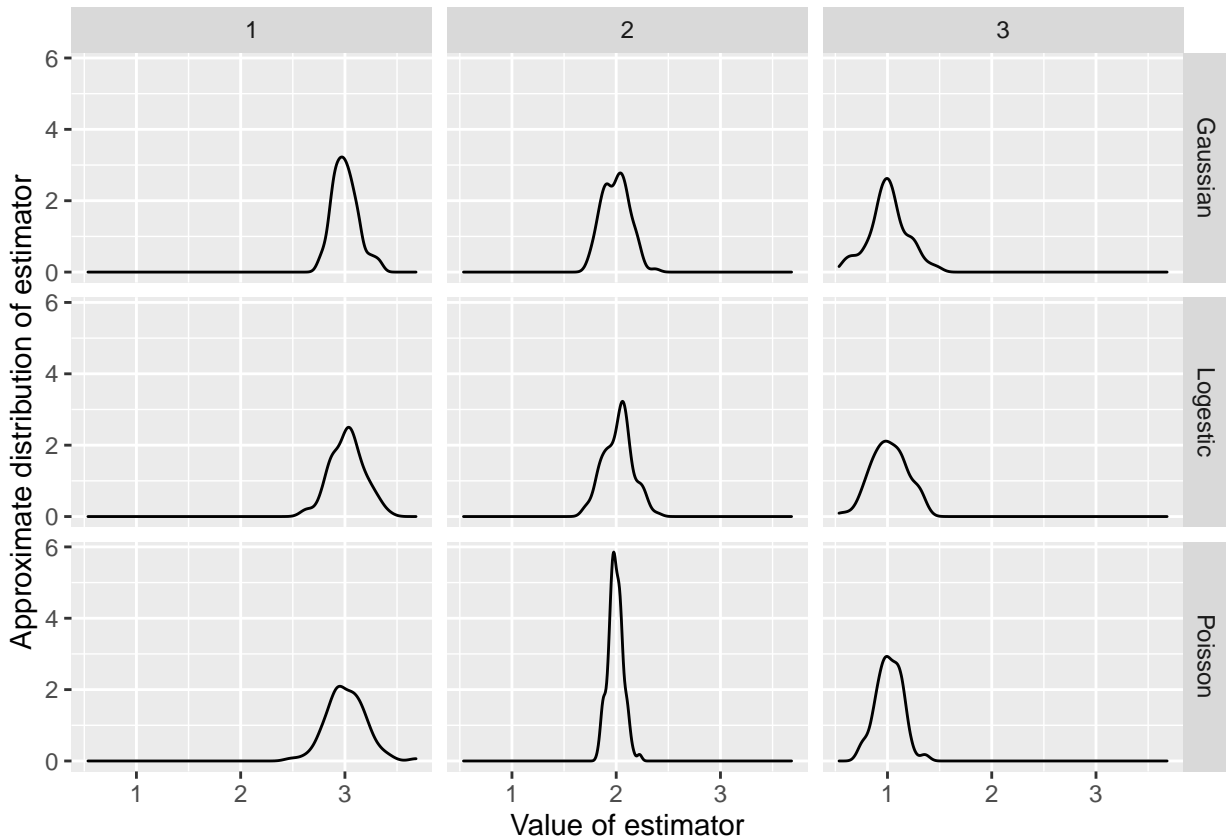 1 2 3
Approximate distribution of estimator
6
4
2
0
Gaussian
6
4
2
0
Logestic
6
4
2
0
Poisson
1 2 3 1 2 3 1 2 3
Value of estimator